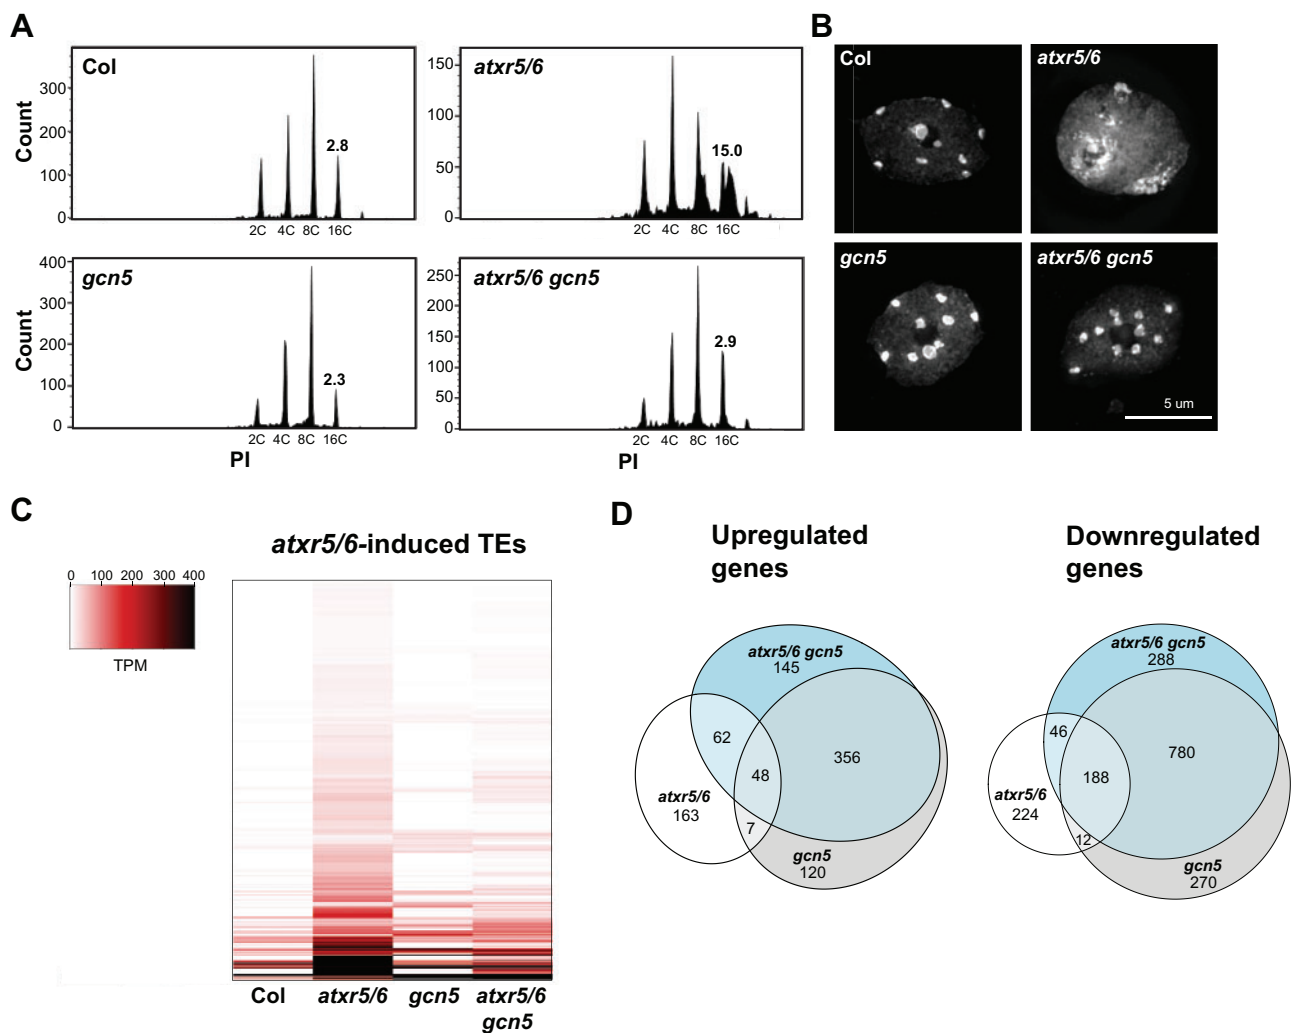 A
Col
Count
300
200
100
0
2.8
2C 4C 8C 16C
atxr5/6
150
100
50
0
15.0
2C 4C 8C 16C
gcn5
Count
400
300
200
100
0
2.3
2C 4C 8C 16C
PI
atxr5/6 gcn5
250
200
150
100
50
0
2.9
2C 4C 8C 16C
PI
B
Col
atxr5/6
gcn5
atxr5/6 gcn5
5 um
C
atxr5/6-induced TEs
0 100 200 300 400
TPM
Col
atxr5/6
gcn5
atxr5/6
gcn5
D
Upregulated
genes
atxr5/6 gcn5
145
62
356
48
atxr5/6
163
7
gcn5
120
Downregulated
genes
atxr5/6 gcn5
288
46
780
188
atxr5/6
224
12
gcn5
270